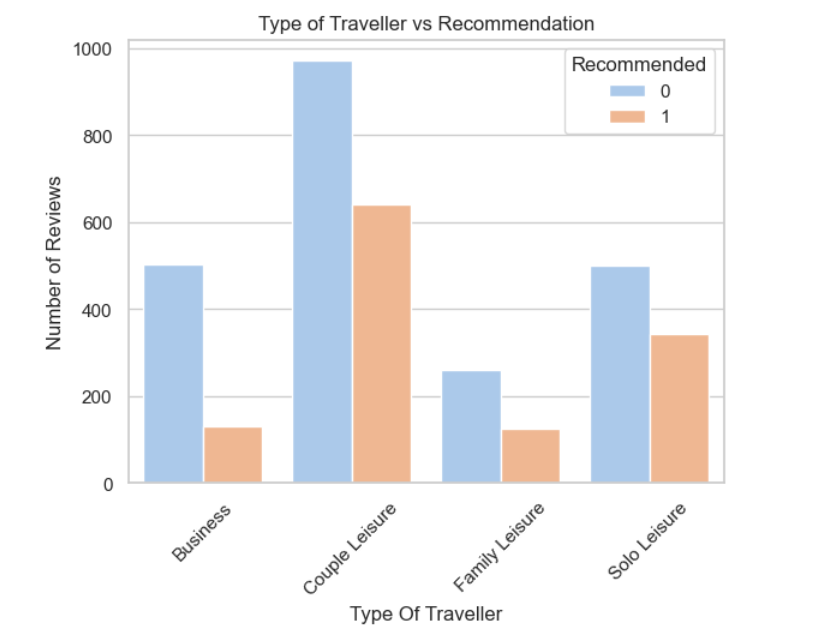 Type of Traveller vs Recommendation
Recommended
0
1
1000
800
600
400
200
0
Number of Reviews
Business
Couple Leisure
Family Leisure
Solo Leisure
Type Of Traveller